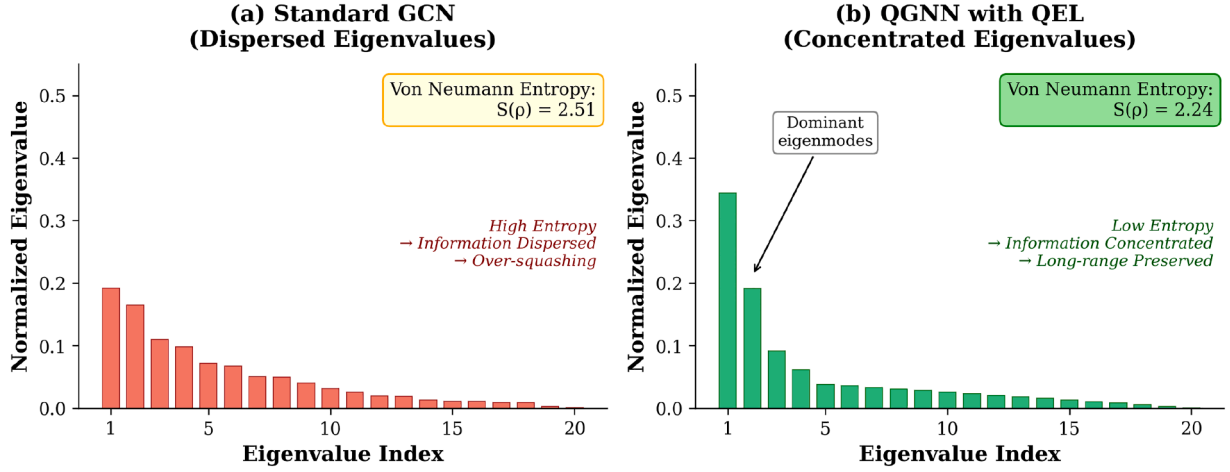 (a) Standard GCN
(Dispersed Eigenvalues)
Normalized Eigenvalue
0.5
0.4
0.3
0.2
0.1
0.0
Von Neumann Entropy:
S(ρ) = 2.51
High Entropy
→ Information Dispersed
→ Over-squashing
1
5
10
15
20
Eigenvalue Index
(b) QGNN with QEL
(Concentrated Eigenvalues)
Normalized Eigenvalue
0.5
0.4
0.3
0.2
0.1
0.0
Von Neumann Entropy:
S(ρ) = 2.24
Dominant
eigenmodes
Low Entropy
→ Information Concentrated
→ Long-range Preserved
1
5
10
15
20
Eigenvalue Index